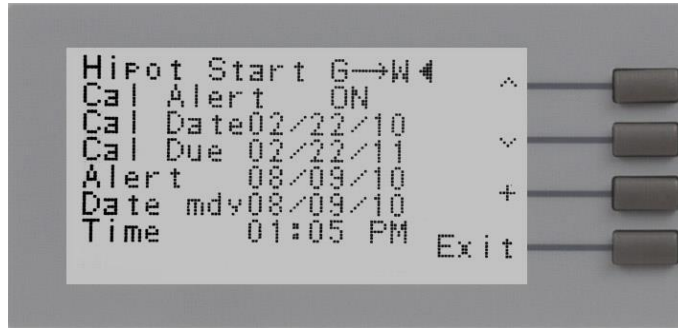 Hipot Start G→W◀
Cal Alert ON
Cal Date02/22/10
Cal Due 02/22/11
Alert 08/09/10
Date mdy08/09/10
Time 01:05 PM
^
v
+
Exit